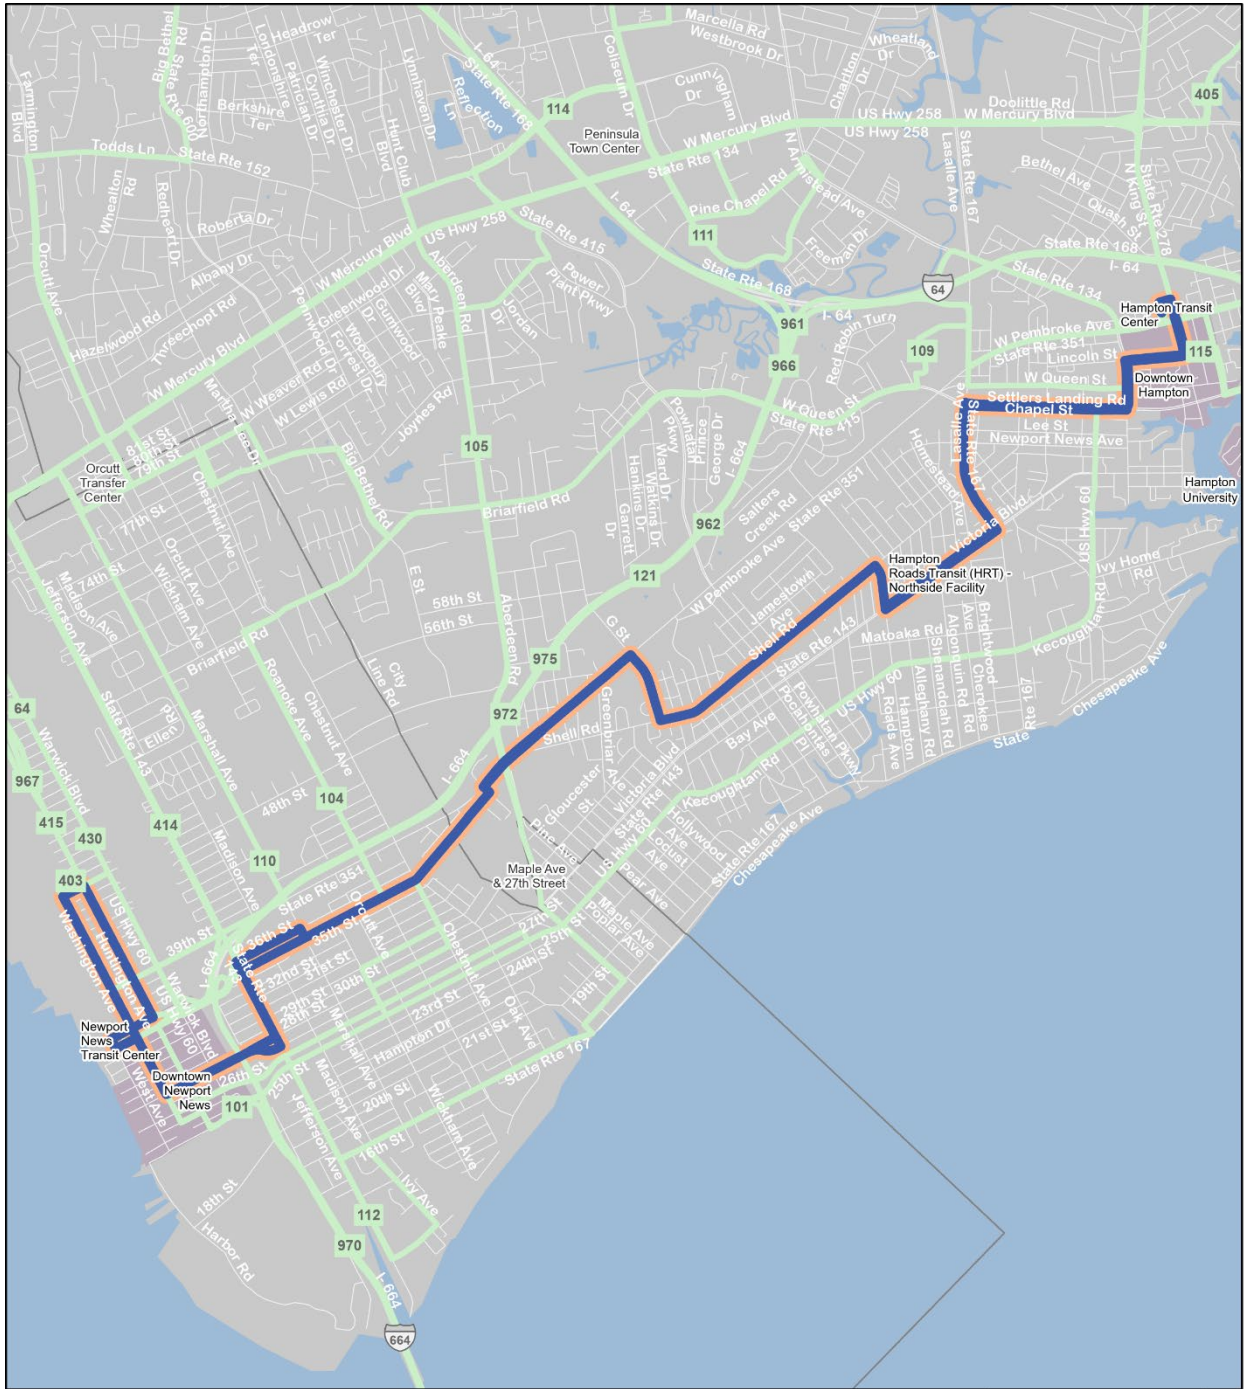 Headrow
Ter
Londonshire
Ter
Patrician Dr
Cynthia Dr
Winchester Dr
Lynnhaven Dr
Hunt Club
Blvd
Berkshire
Ter
Northampton Dr
Big Bethel
Rd
State Rte 600
Farmington
Blvd
Todds Ln
State Rte 152
I- 64
State Rte 168
Reflection
Ln
114
Coliseum Dr
Marcella Rd
Westbrook Dr
Cunningham
Dr
Chariton
Dr
Wheatland
Dr
405
Doolittle Rd
W Mercury Blvd
US Hwy 258
Peninsula
Town Center
W Mercury Blvd
State Rte 134
N Armistead Ave
Lasalle Ave
State Rte 167
Bethel Ave
Quash St
N King St
State Rte 278
Wheaton
Rd
Redheart Dr
Roberta Dr
Albany Dr
Orcutt Ave
W Mercury Blvd
US Hwy 258
State Rte 415
Pine Chapel Rd
111
Freeman Dr
State Rte 168
I- 64
State Rte 168
I- 64
State Rte 134
64
Power
Plant Pkwy
Jordan
Dr
Aberdeen Rd
Mary Peake
Blvd
Gumwood
Dr
Greenwood Dr
Woodbury
Forrest Dr
Pennwood Dr
Threechopt Rd
Hazelwood Rd
W Mercury Blvd
961
I- 64
966
Red Robin Turn
109
Hampton Transit
Center
W Pembroke Ave
State Rte 351
Lincoln St
115
W Queen St
Downtown
Hampton
Settlers Landing Rd
Chapel St
Lee St
Newport News Ave
Martha Lee Dr
W Weaver Rd
W Lewis Rd
Joynes Rd
105
Powhatan
Pkwy
Prince
George Dr
W Queen St
State Rte 415
Lasalle Ave
State Rte 167
Homestead Ave
Hampton
University
81st St
80th St
79th St
Orcutt
Transfer
Center
Big Bethel Rd
Briarfield Rd
Ward Dr
Watkins Dr
Hankins Dr
Garrett
Dr
I- 664
962
Salters
Creek Rd
State Rte 351
Victoria Blvd
US Hwy 60
77th St
Chestnut Ave
Orcutt Ave
Wickham Ave
74th St
Madison Ave
Jefferson Ave
E St
121
W Pembroke Ave
Hampton
Roads Transit (HRT) -
Northside Facility
Ivy Home
Rd
58th St
56th St
Aberdeen Rd
G St
Jamestown
Ave
Shell Rd
State Rte 143
Matoaka Rd
Brightwood
Ave
Algonquin Rd
Cherokee
Rd
Shenandoah Rd
Alleghany Rd
Hampton
Roads Ave
Kecoughtan Rd
Chesapeake Ave
Briarfield Rd
Roanoke Ave
City
Line Rd
975
972
Shell Rd
Greenbriar Ave
US Hwy 60
Bay Ave
Powhatan Pkwy
Pocahontas
Pl
State
Rte 167
64
Warwick Blvd
967
State Rte 143
Ellen
Rd
Marshall Ave
Chestnut Ave
I- 664
Gloucester
St
Victoria Blvd
State Rte 143
Kecoughtan Rd
48th St
104
415
430
414
110
Madison Ave
Pine Ave
US Hwy 60
Hollywood
Ave
Locust
Ave
Pear Ave
State Rte 167
Chesapeake Ave
Maple Ave
& 27th Street
403
State Rte 351
Orcutt Ave
US Hwy 60
39th St
36th St
35th St
Washington Ave
Huntington Ave
I- 664
State Rte
143
32nd St
31st St
30th St
29th St
28th St
Chestnut Ave
27th St
25th St
24th St
Maple Ave
Poplar Ave
Oak Ave
19th St
Newport
News
Transit Center
Warwick Blvd
US Hwy 60
23rd St
Hampton Dr
21st St
Marshall Ave
Madison Ave
State Rte 167
Downtown
Newport
News
26th St
25th St
West Ave
101
20th St
Wickham Ave
Jefferson Ave
16th St
18th St
Ivy Ave
Harbor Rd
112
970
I- 664
664